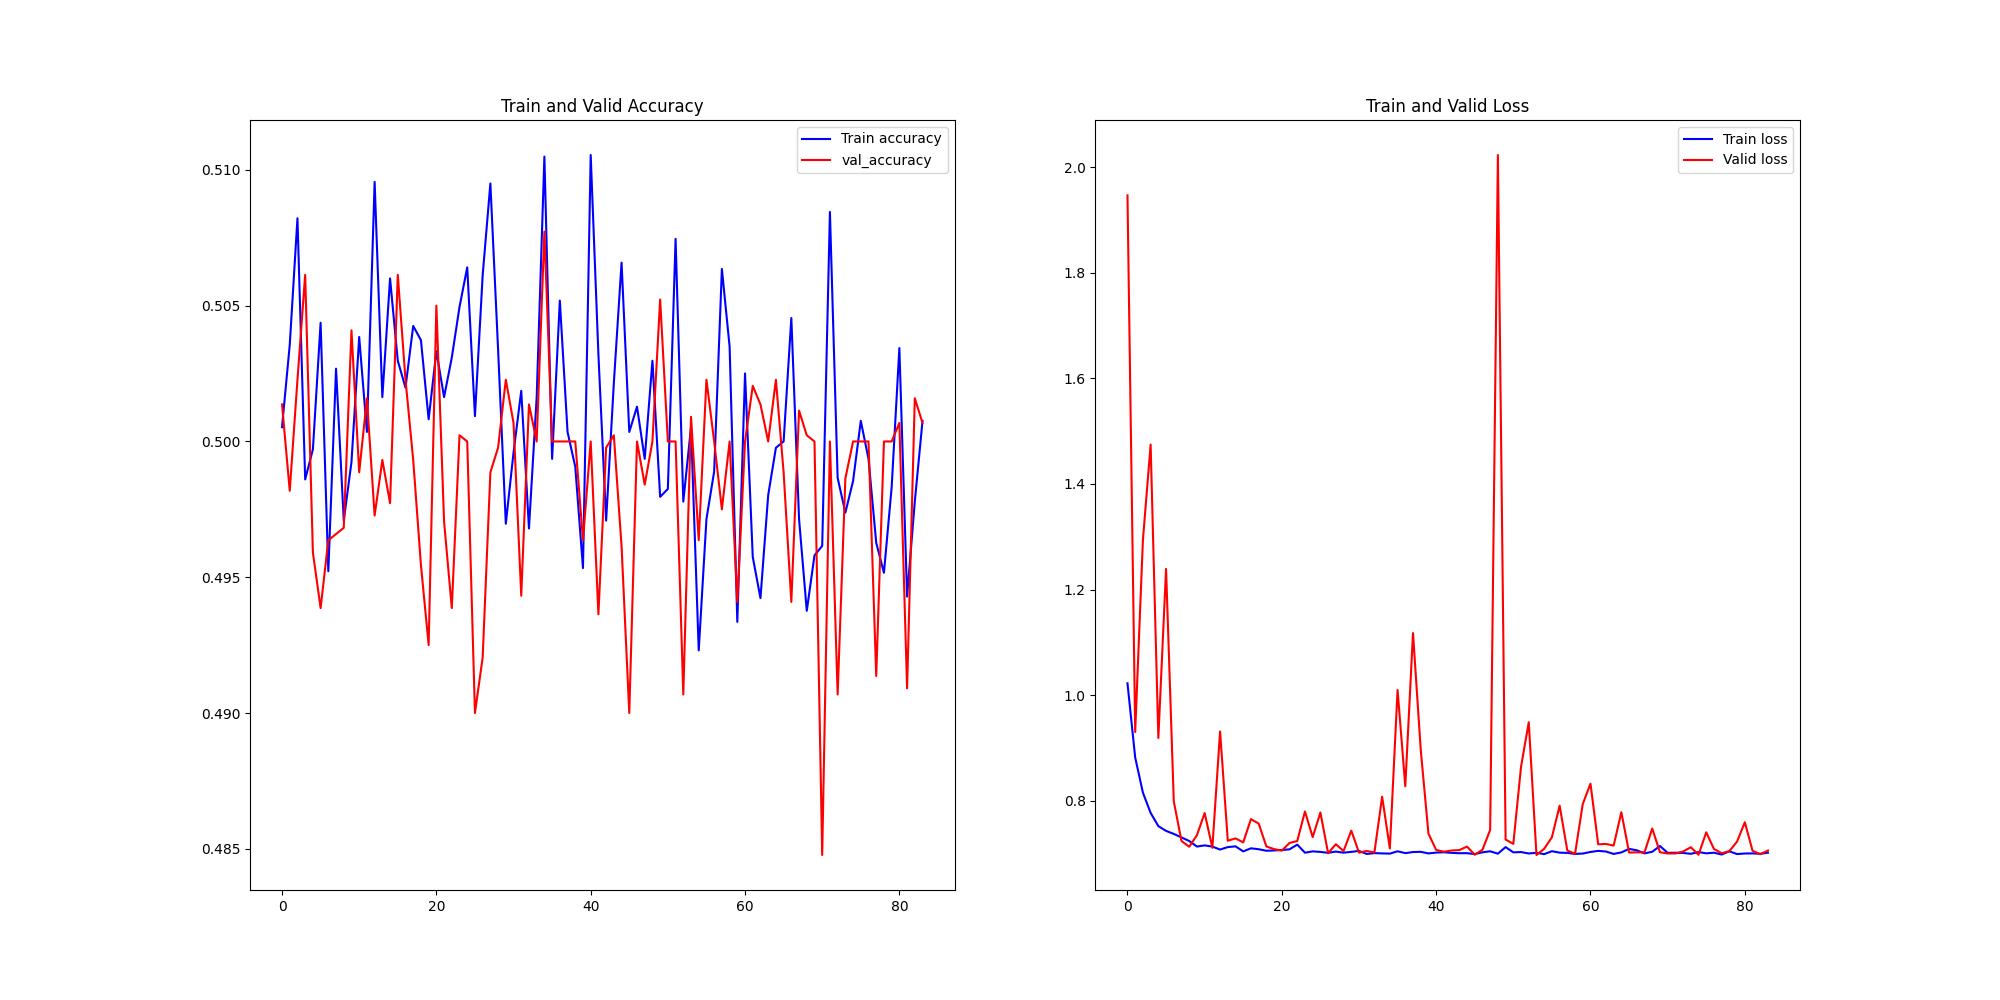 Train and Valid Accuracy
Train accuracy
val_accuracy
0.510
0.505
0.500
0.495
0.490
0.485
0 20 40 60 80
Train and Valid Loss
Train loss
Valid loss
2.0
1.8
1.6
1.4
1.2
1.0
0.8
0 20 40 60 80